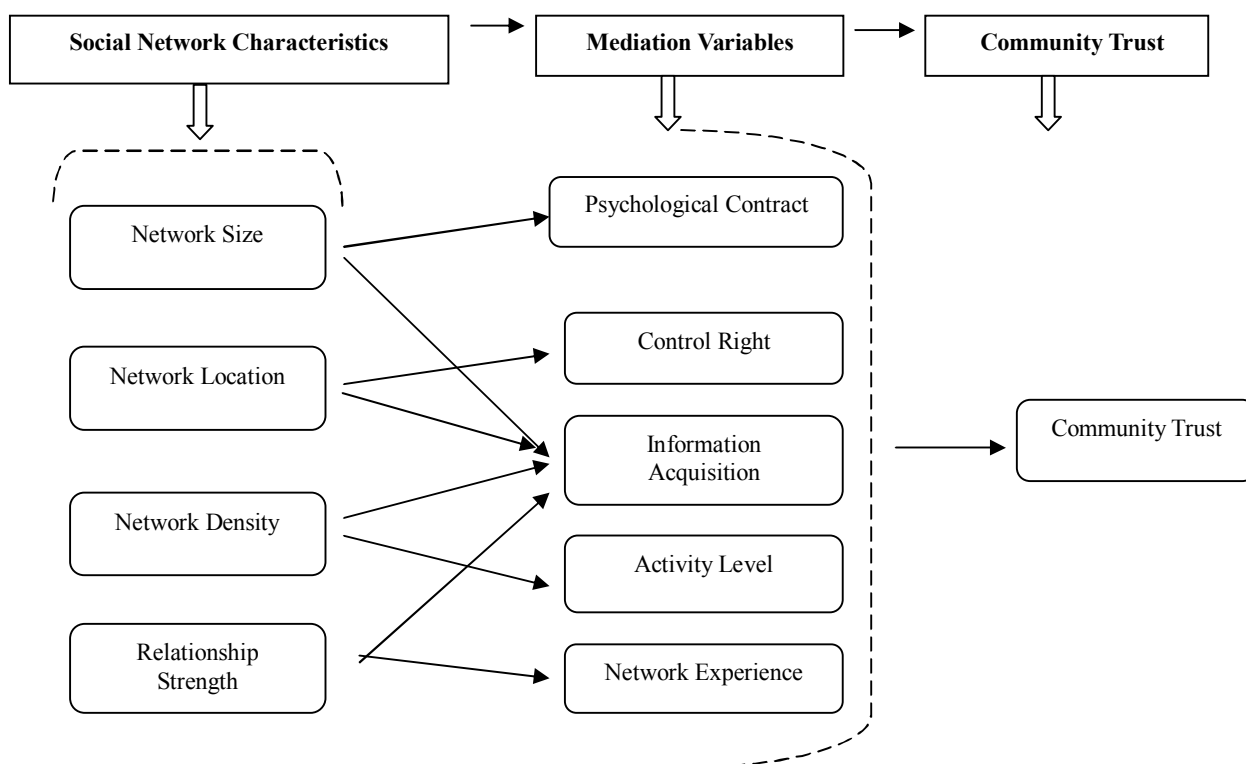 Social Network Characteristics
Mediation Variables
Community Trust
Network Size
Network Location
Network Density
Relationship
Strength
Psychological Contract
Control Right
Information
Acquisition
Activity Level
Network Experience
Community Trust